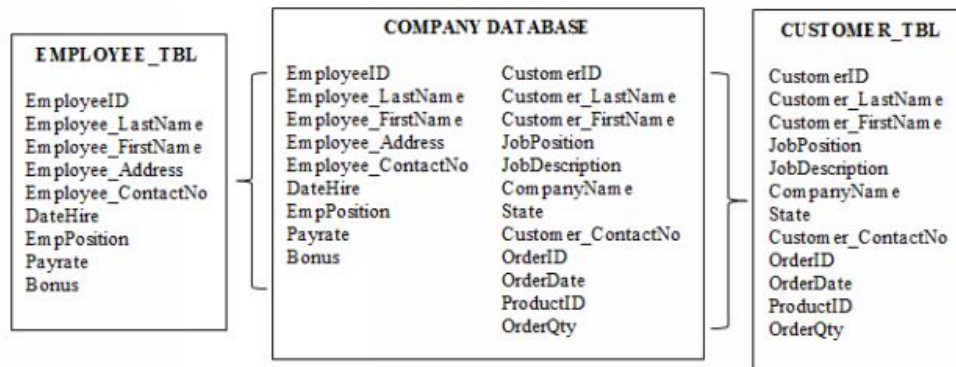 EMPLOYEE_TBL
EmployeeID
Employee_LastName
Employee_FirstName
Employee_Address
Employee_ContactNo
DateHire
EmpPosition
Payrate
Bonus
COMPANY DATABASE
EmployeeID
Employee_LastName
Employee_FirstName
Employee_Address
Employee_ContactNo
DateHire
EmpPosition
Payrate
Bonus
CustomerID
Customer_LastName
Customer_FirstName
JobPosition
JobDescription
CompanyName
State
Customer_ContactNo
OrderID
OrderDate
ProductID
OrderQty
CUSTOMER_TBL
CustomerID
Customer_LastName
Customer_FirstName
JobPosition
JobDescription
CompanyName
State
Customer_ContactNo
OrderID
OrderDate
ProductID
OrderQty